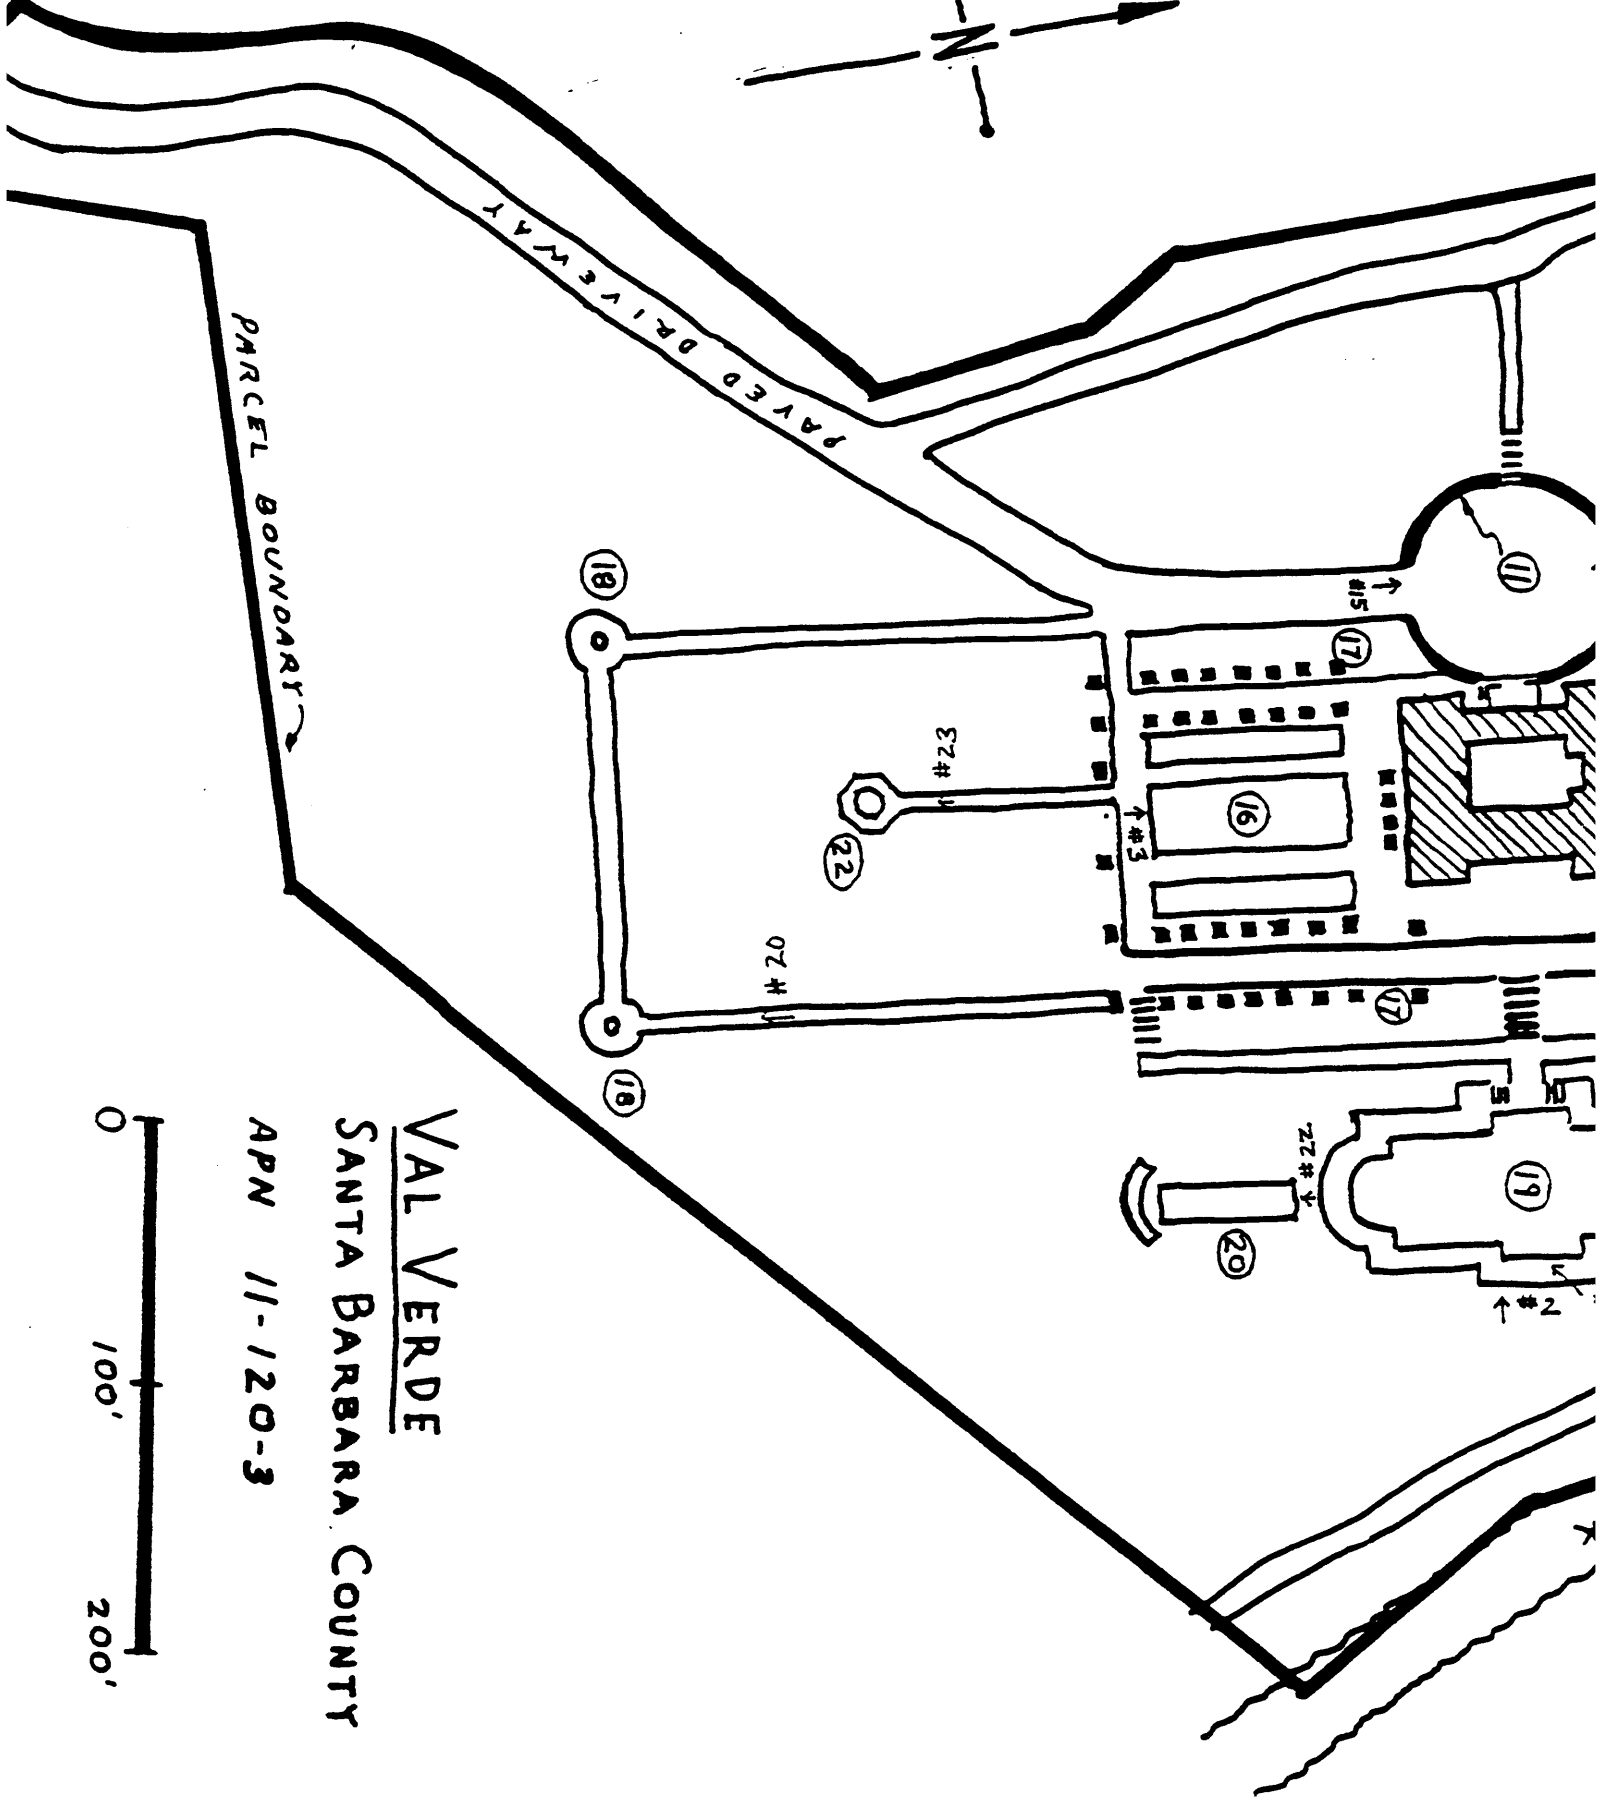 N
PAVED DRIVEWAY
PARCEL BOUNDARY
11
#15
17
18
#23
16
#3
22
#20
17
18
19
#22
20
#2
VAL VERDE
SANTA BARBARA COUNTY
APN 11-120-3
0 100' 200'